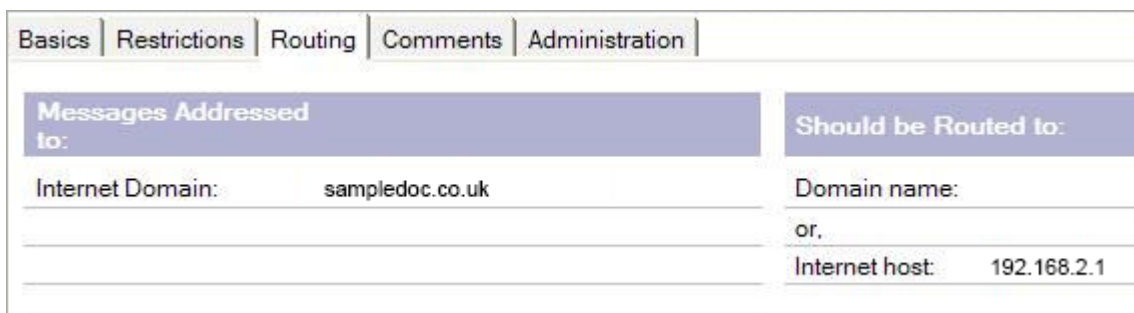 Basics Restrictions Routing Comments Administration
Messages Addressed
to:
Should be Routed to:
Internet Domain: sampledoc.co.uk
Domain name:
or,
Internet host: 192.168.2.1